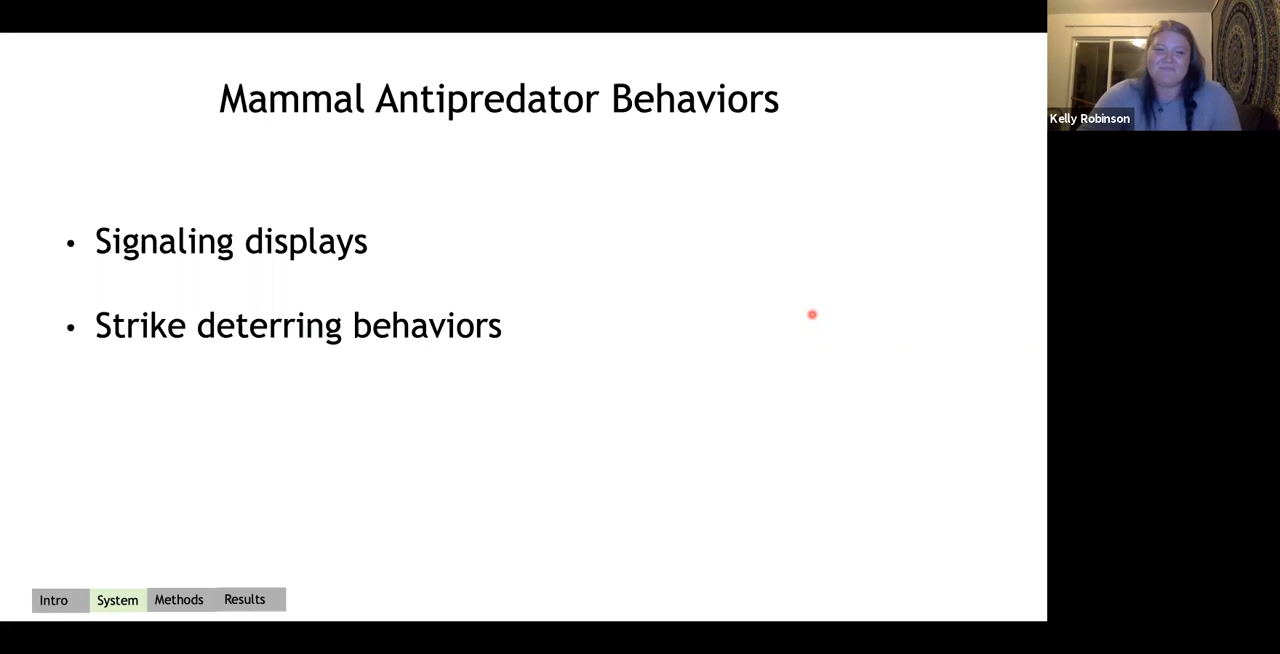 Mammal Antipredator Behaviors
• Signaling displays
• Strike deterring behaviors
Intro System Methods Results
Kelly Robinson